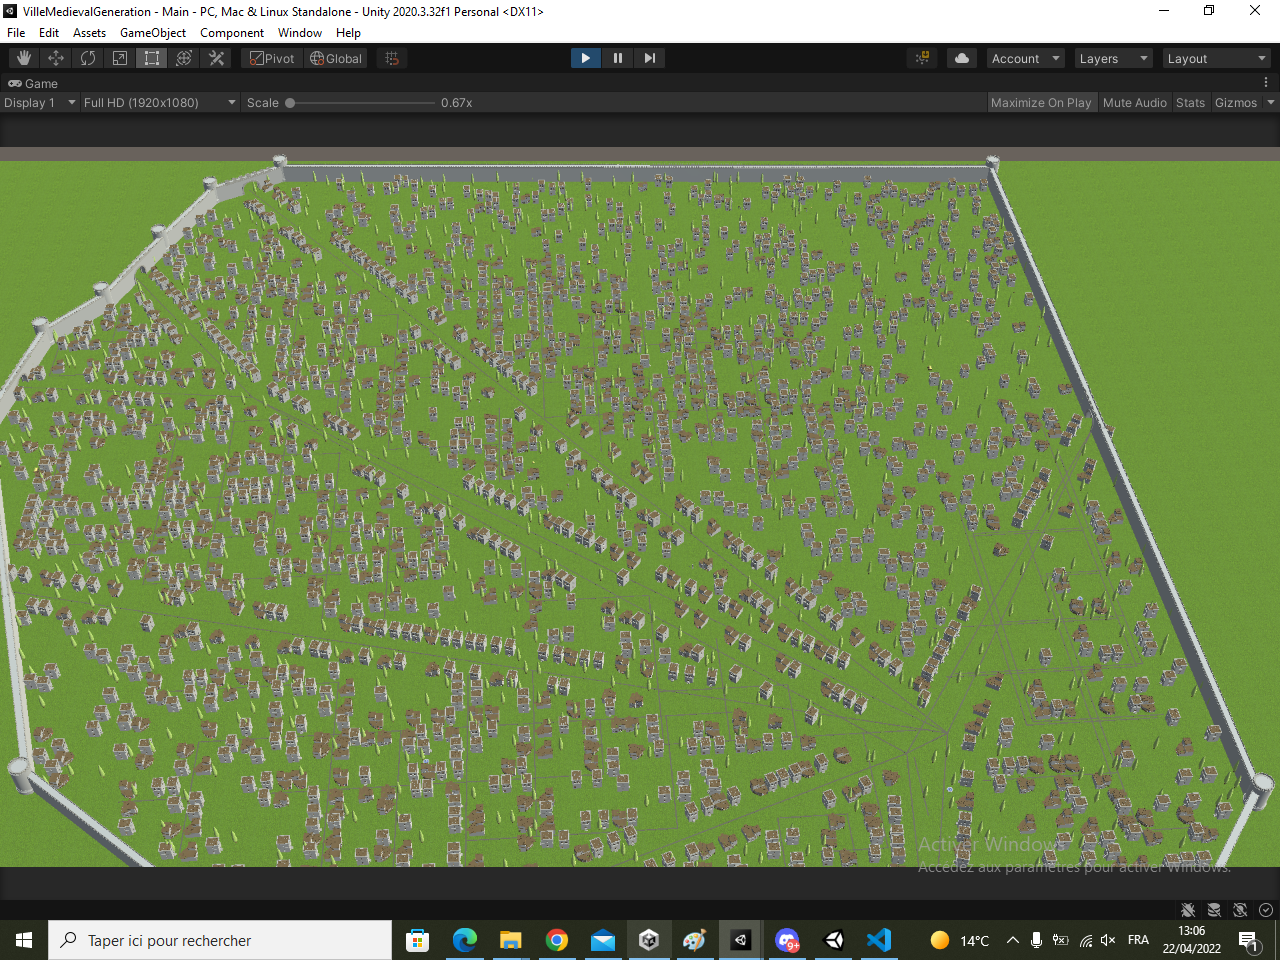 VilleMedievalGeneration - Main - PC, Mac & Linux Standalone - Unity 2020.3.32f1 Personal <DX11>
File Edit Assets GameObject Component Window Help
Pivot Global Account Layers Layout
Game
Display 1 Full HD (1920x1080) Scale 0.67x Maximize On Play Mute Audio Stats Gizmos
Activer Windows
Accédez aux paramètres pour activer Windows.
Taper ici pour rechercher 9+ 14°C FRA 13:06 1
22/04/2022